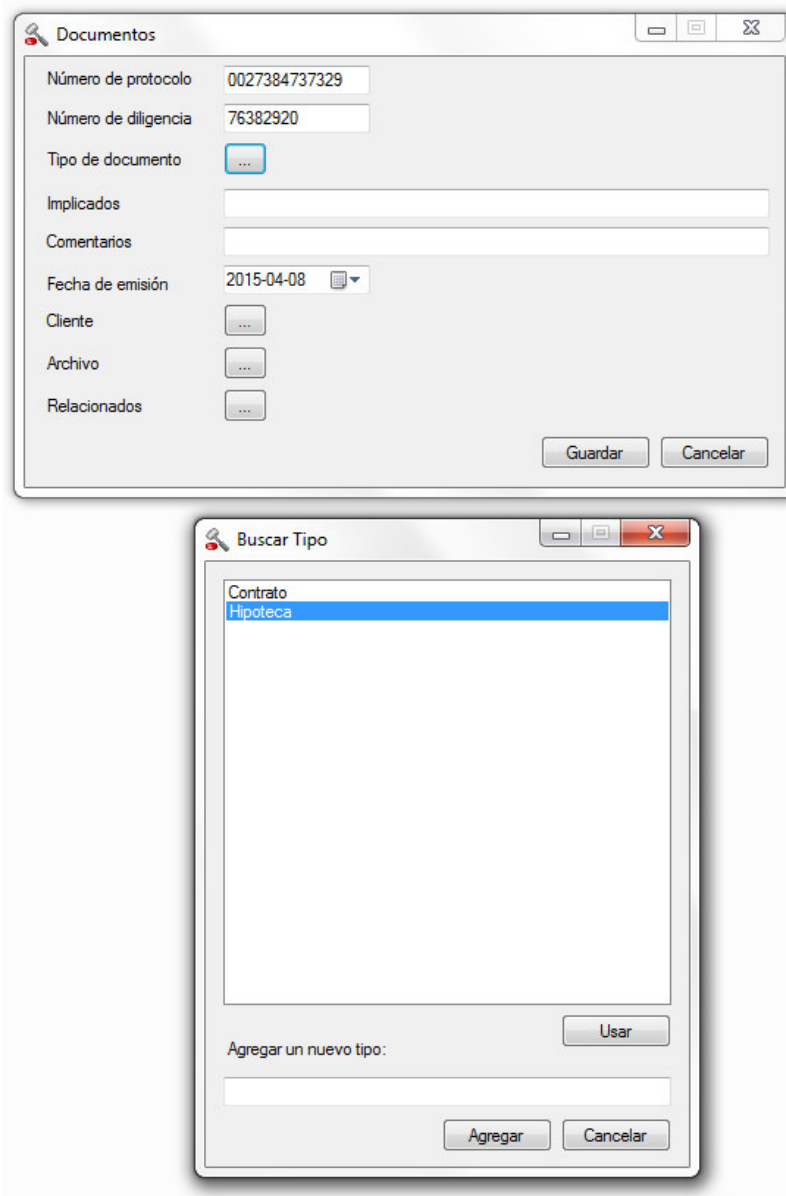 Documentos
Número de protocolo 0027384737329
Número de diligencia 76382920
Tipo de documento ...
Implicados
Comentarios
Fecha de emisión 2015-04-08
Cliente ...
Archivo ...
Relacionados ...
Guardar Cancelar
Buscar Tipo
Contrato
Hipoteca
Usar
Agregar un nuevo tipo:
Agregar Cancelar